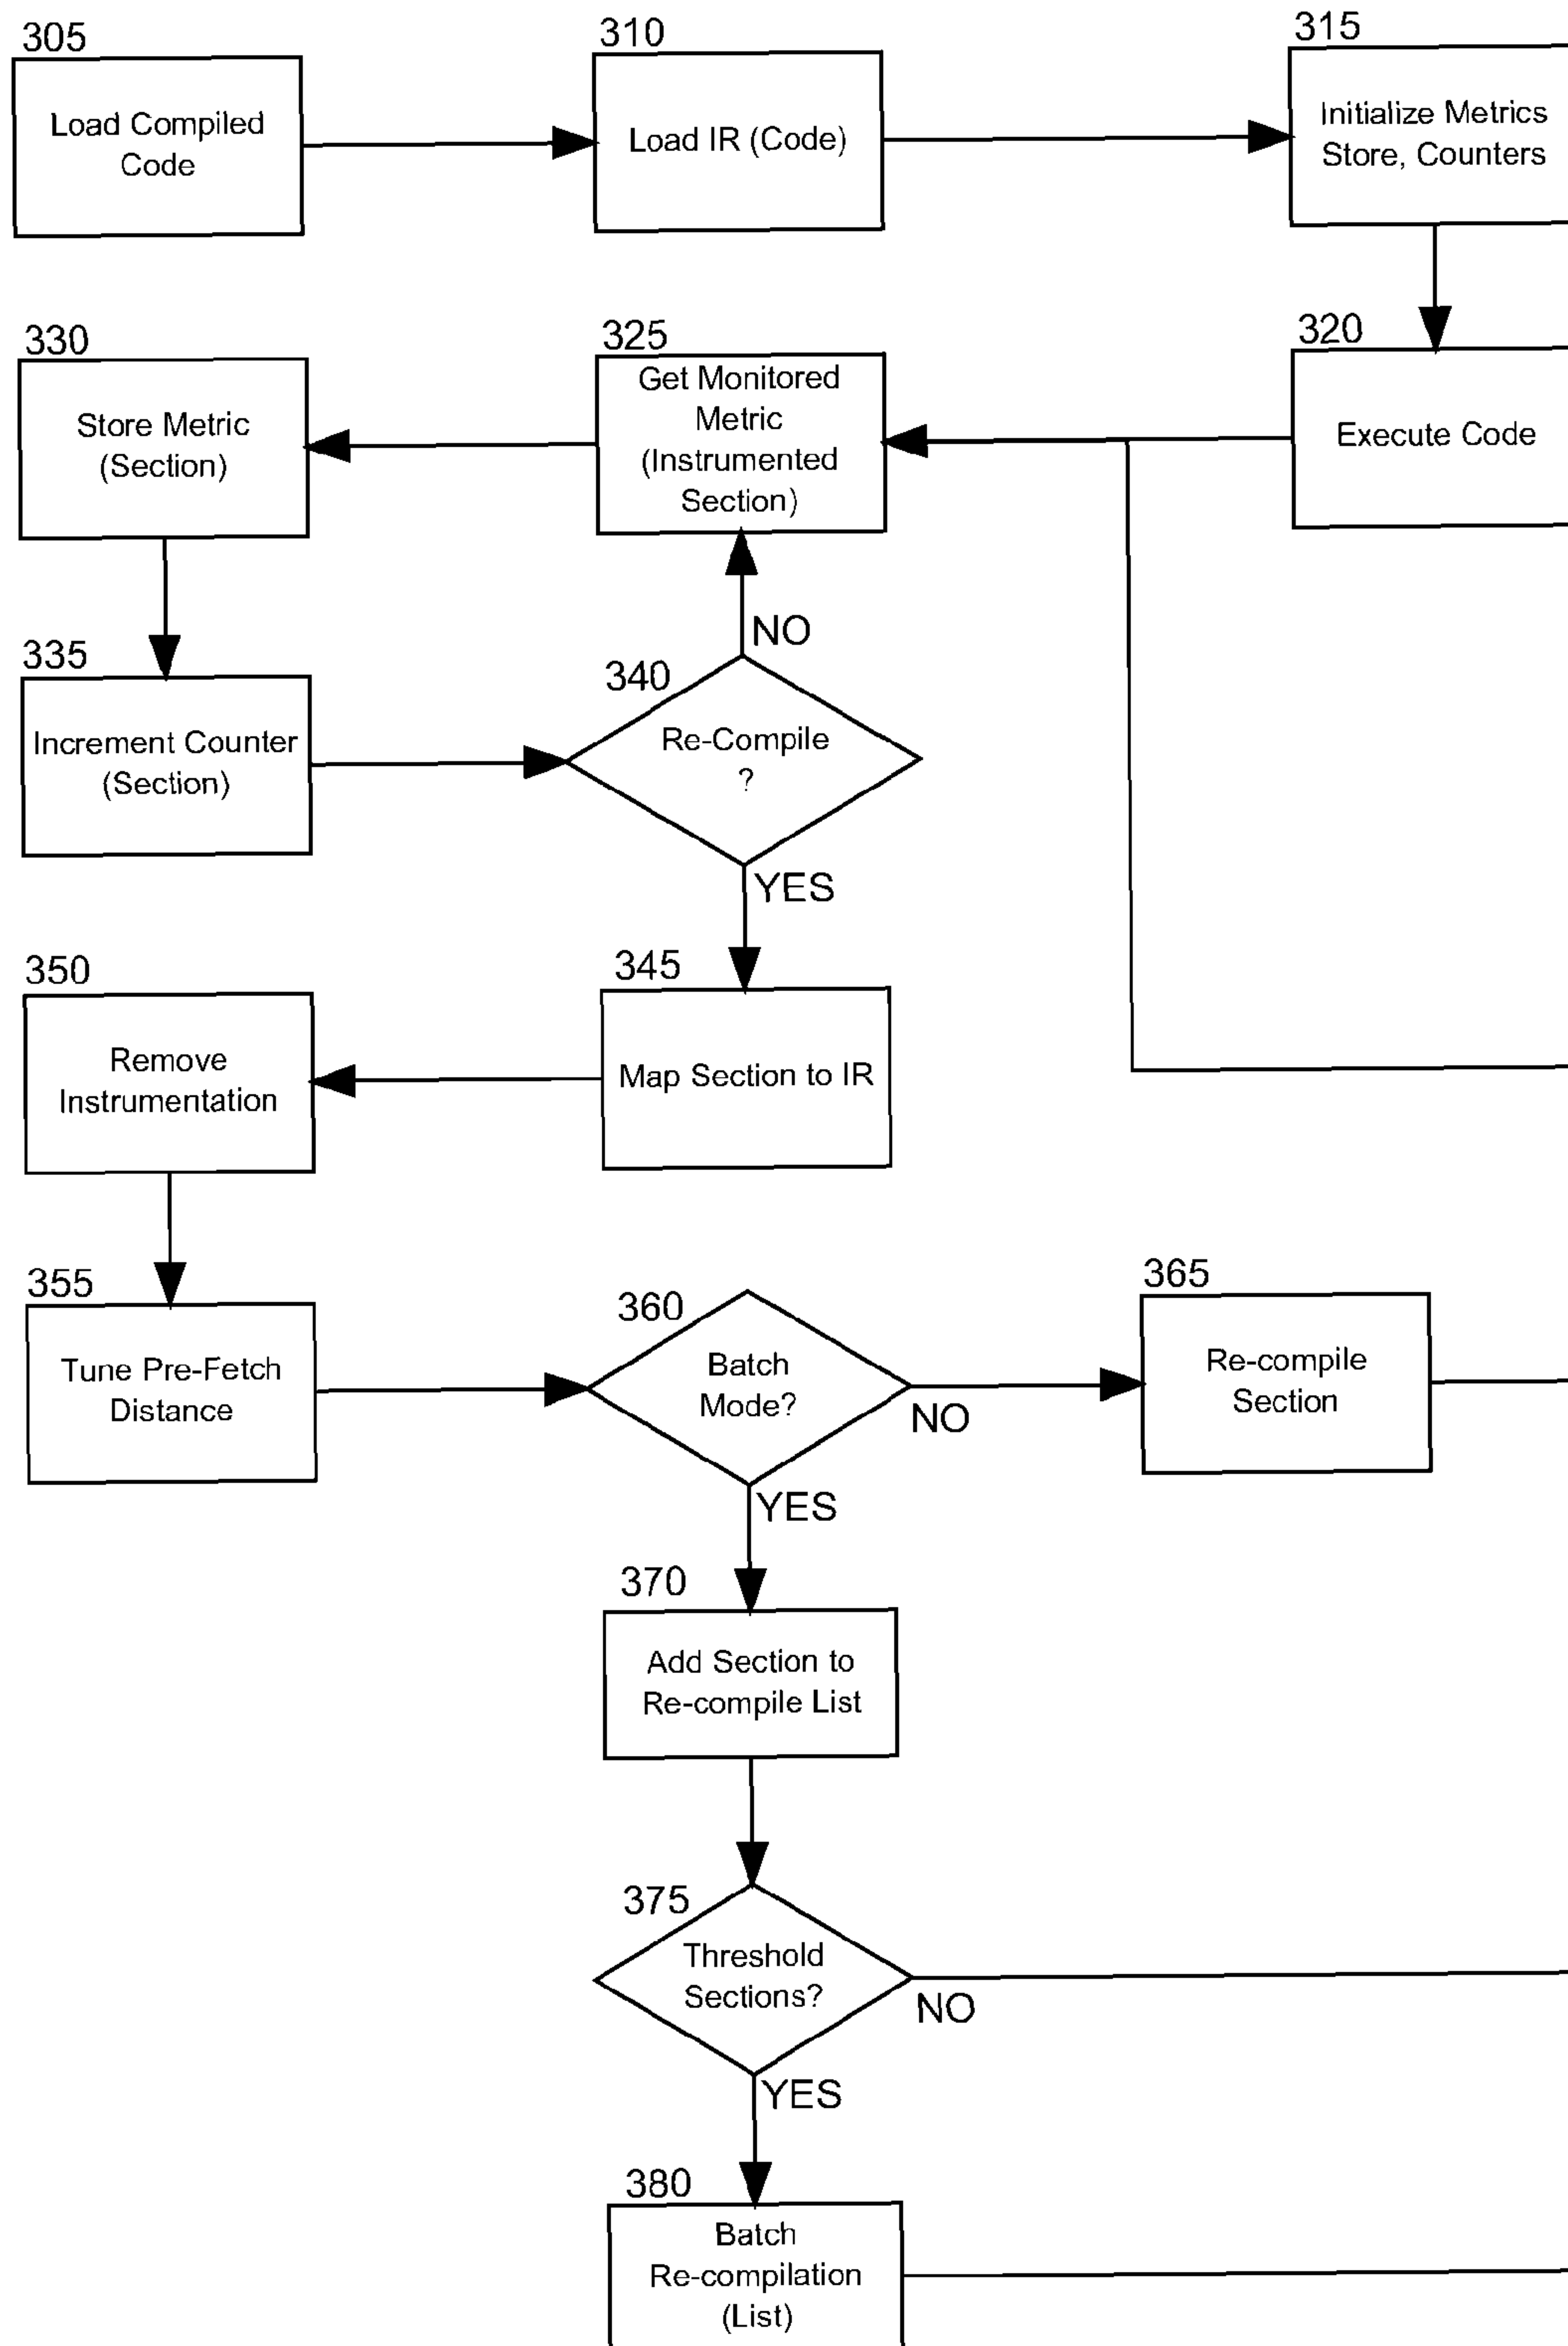 305
Load Compiled
Code
310
Load IR (Code)
315
Initialize Metrics
Store, Counters
330
Store Metric
(Section)
325
Get Monitored
Metric
(Instrumented
Section)
320
Execute Code
NO
335
Increment Counter
(Section)
340
Re-Compile
?
YES
350
Remove
Instrumentation
345
Map Section to IR
355
Tune Pre-Fetch
Distance
360
Batch
Mode?
NO
YES
365
Re-compile
Section
370
Add Section to
Re-compile List
375
Threshold
Sections?
NO
YES
380
Batch
Re-compilation
(List)